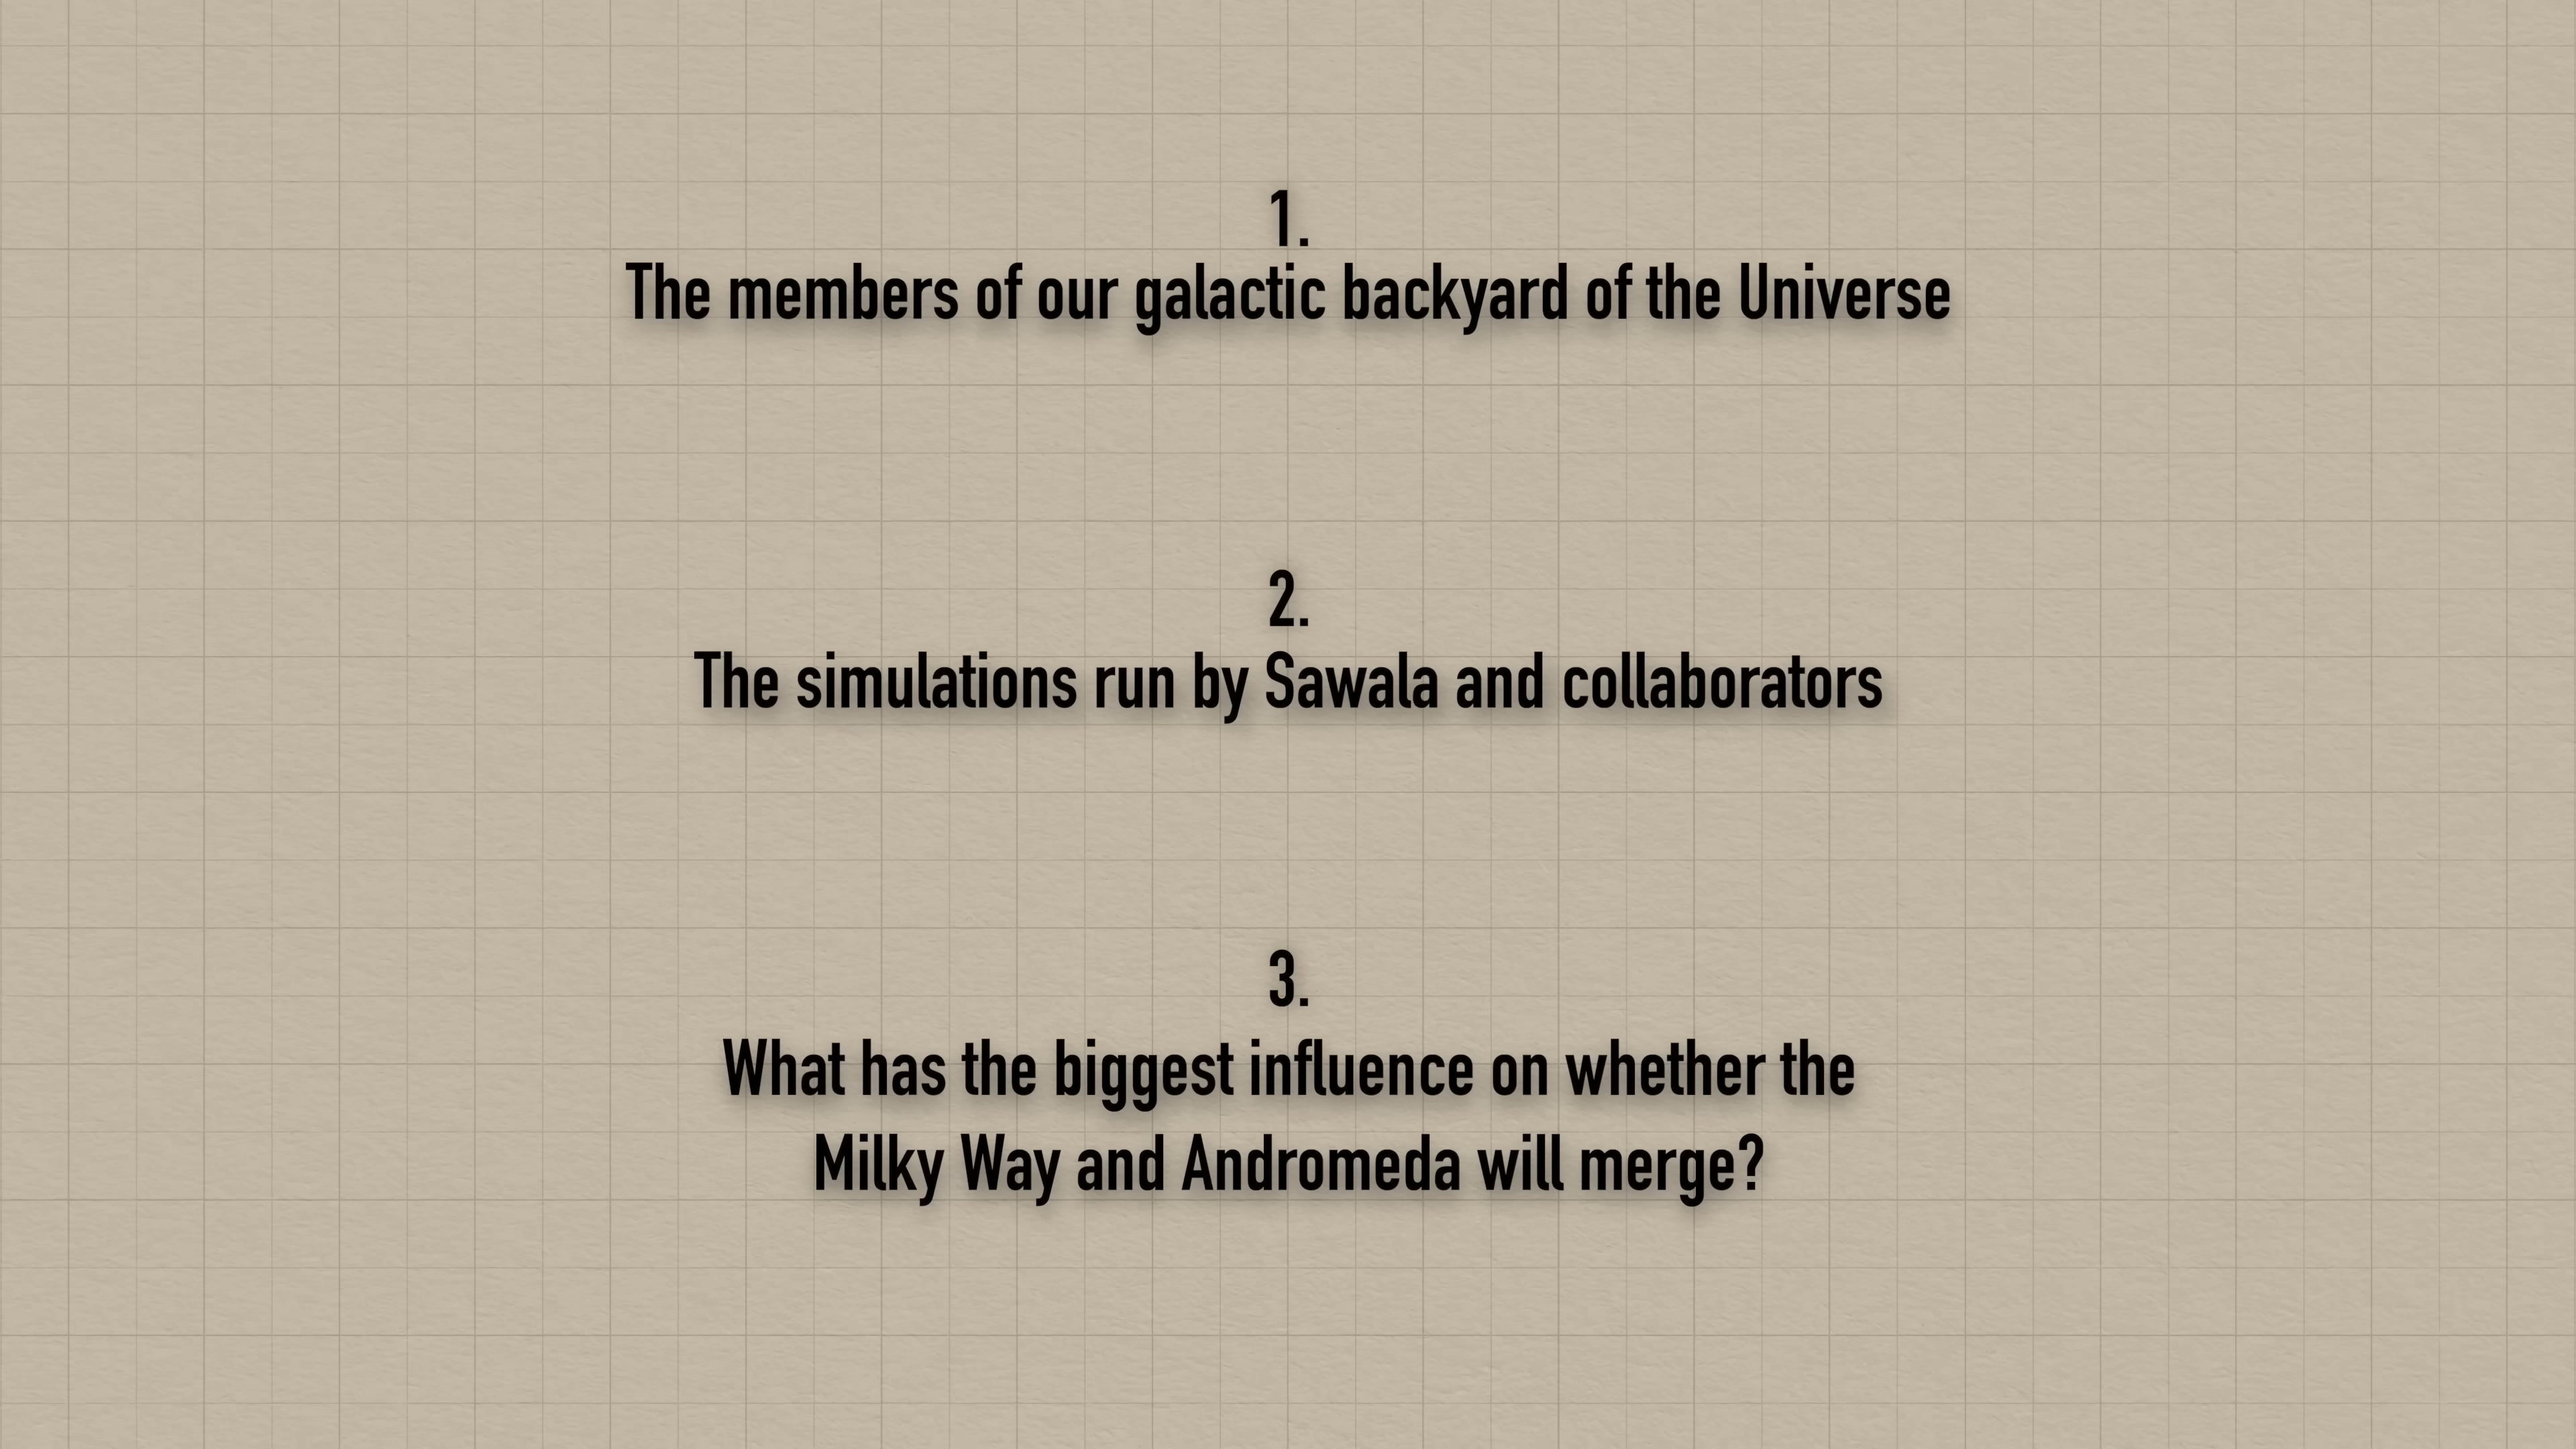 1.
The members of our galactic backyard of the Universe
2.
The simulations run by Sawala and collaborators
3.
What has the biggest influence on whether the
Milky Way and Andromeda will merge?